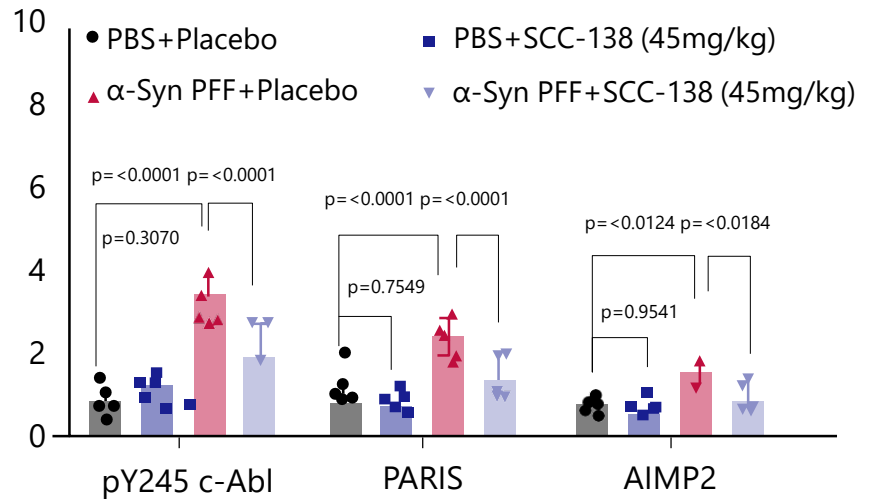 10
PBS+Placebo
PBS+SCC-138 (45mg/kg)
α-Syn PFF+Placebo
α-Syn PFF+SCC-138 (45mg/kg)
8
6
4
2
0
p=<0.0001 p=<0.0001
p=0.3070
p=<0.0001 p=<0.0001
p=0.7549
p=<0.0124 p=<0.0184
p=0.9541
pY245 c-Abl
PARIS
AIMP2